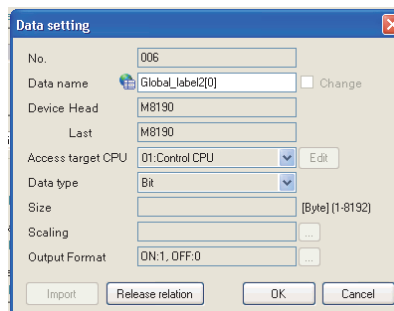 Data setting
No. 006
Data name Global_label2[0] Change
Device Head M8190
Last M8190
Access target CPU 01:Control CPU Edit
Data type Bit
Size [Byte] (1-8192)
Scaling ...
Output Format ON:1, OFF:0 ...
Import Release relation OK Cancel